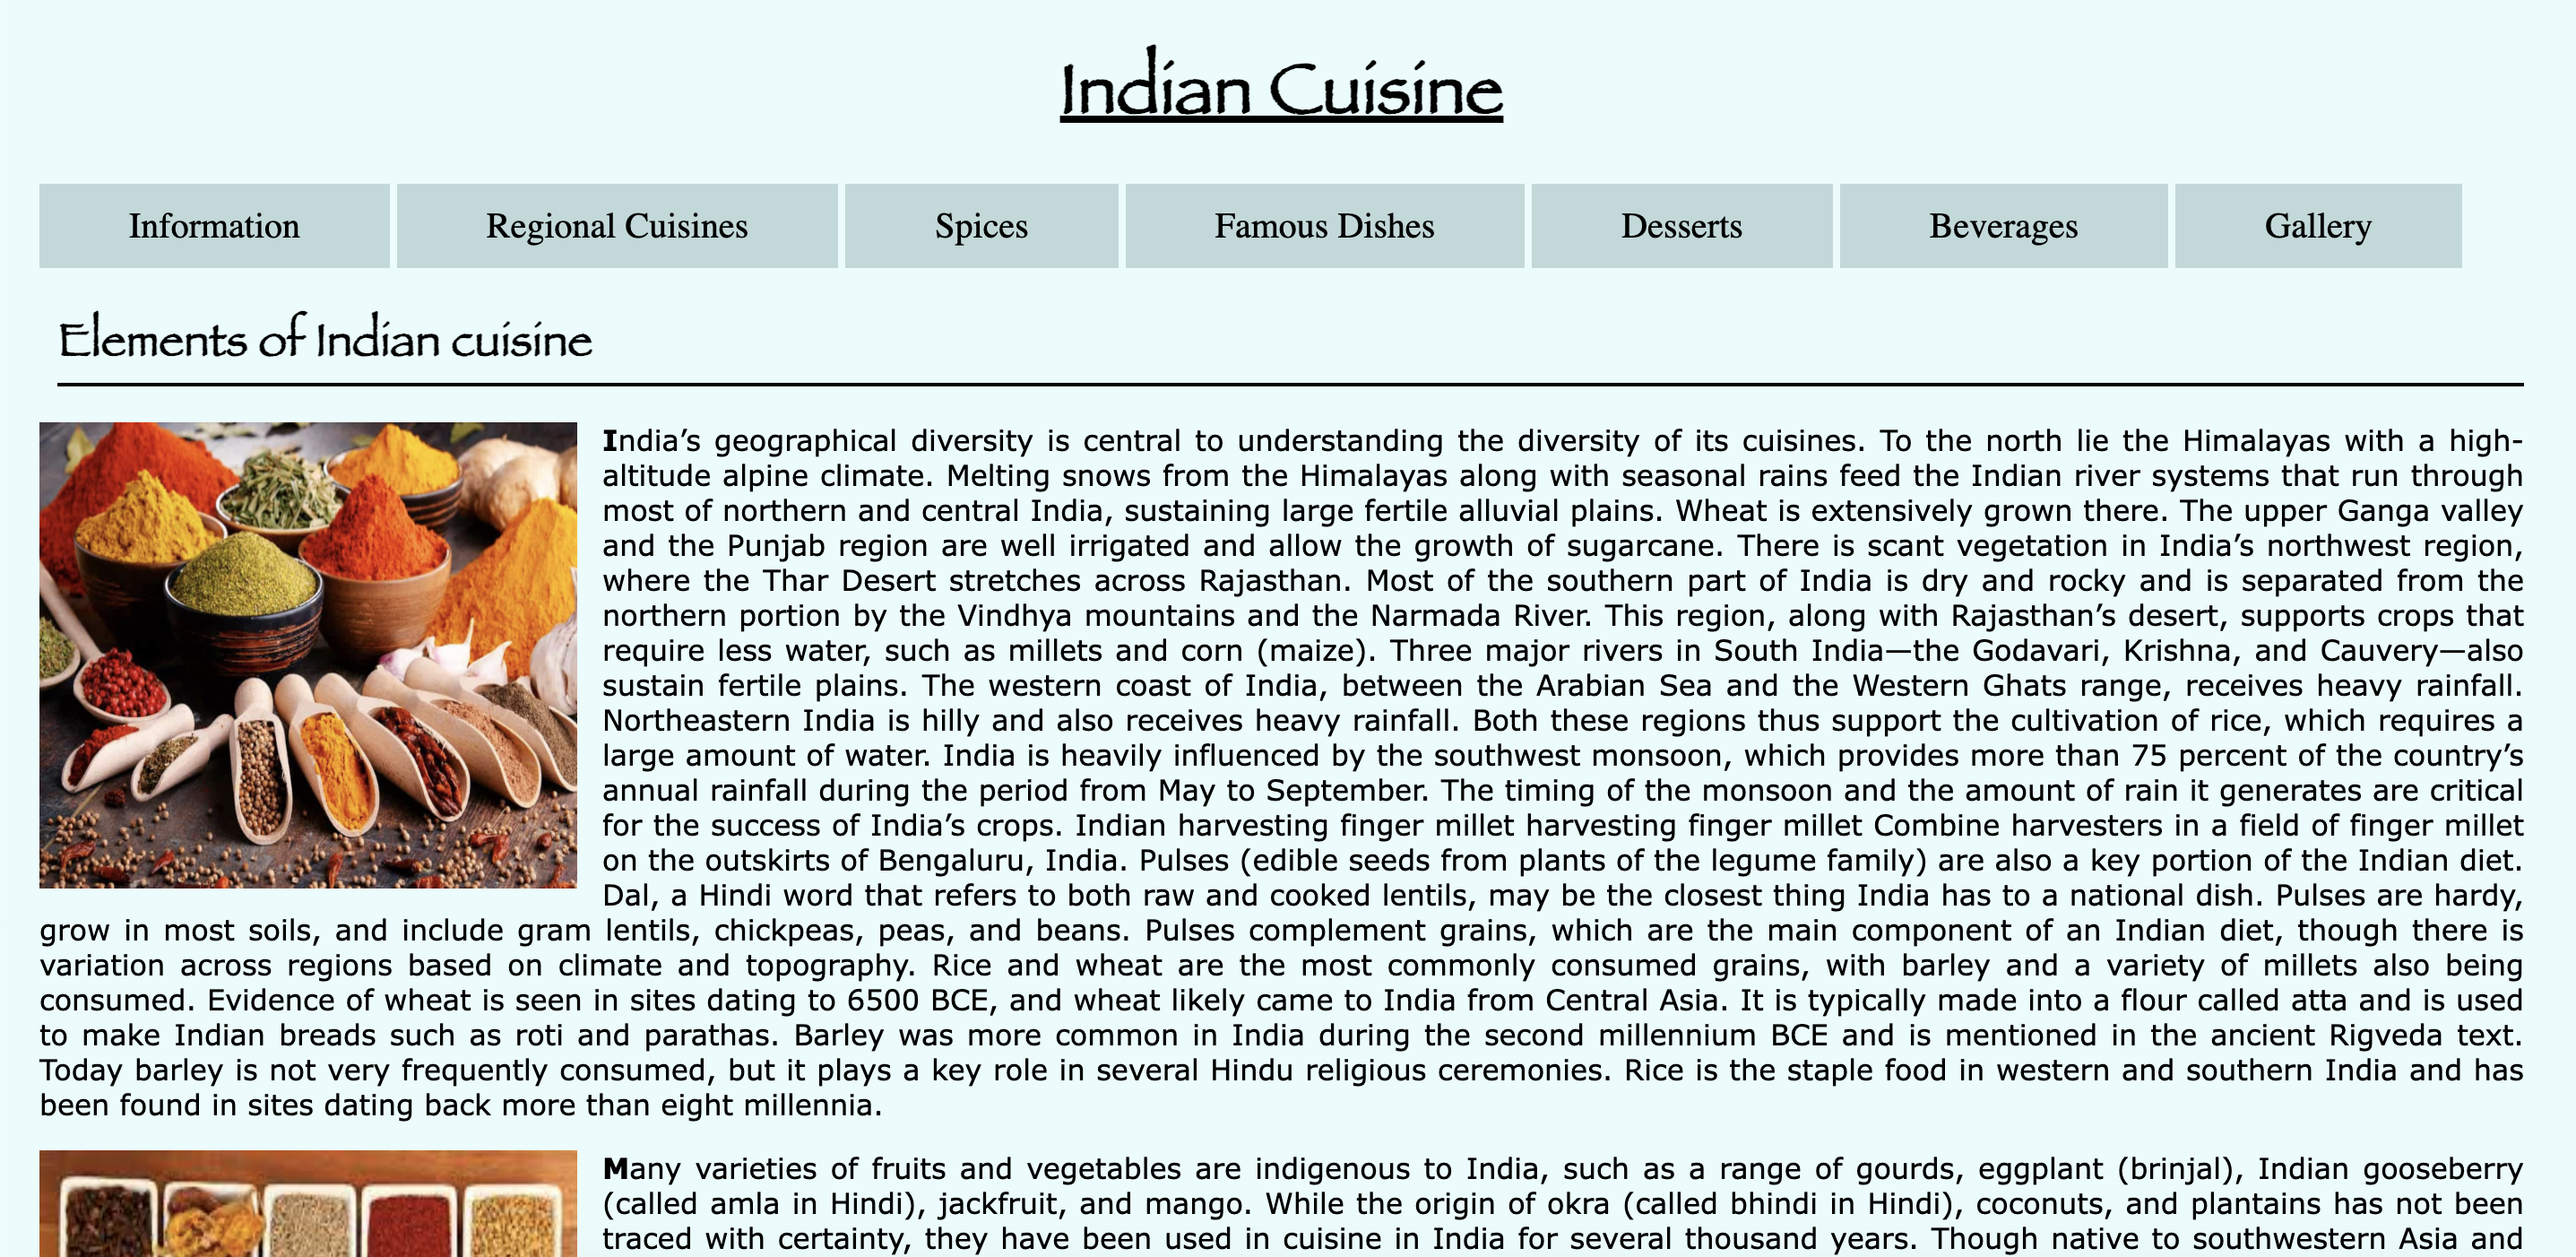 Indian Cuisine
Information
Regional Cuisines
Spices
Famous Dishes
Desserts
Beverages
Gallery
Elements of Indian cuisine
India’s geographical diversity is central to understanding the diversity of its cuisines. To the north lie the Himalayas with a high-
altitude alpine climate. Melting snows from the Himalayas along with seasonal rains feed the Indian river systems that run through
most of northern and central India, sustaining large fertile alluvial plains. Wheat is extensively grown there. The upper Ganga valley
and the Punjab region are well irrigated and allow the growth of sugarcane. There is scant vegetation in India’s northwest region,
where the Thar Desert stretches across Rajasthan. Most of the southern part of India is dry and rocky and is separated from the
northern portion by the Vindhya mountains and the Narmada River. This region, along with Rajasthan’s desert, supports crops that
require less water, such as millets and corn (maize). Three major rivers in South India—the Godavari, Krishna, and Cauvery—also
sustain fertile plains. The western coast of India, between the Arabian Sea and the Western Ghats range, receives heavy rainfall.
Northeastern India is hilly and also receives heavy rainfall. Both these regions thus support the cultivation of rice, which requires a
large amount of water. India is heavily influenced by the southwest monsoon, which provides more than 75 percent of the country’s
annual rainfall during the period from May to September. The timing of the monsoon and the amount of rain it generates are critical
for the success of India’s crops. Indian harvesting finger millet harvesting finger millet Combine harvesters in a field of finger millet
on the outskirts of Bengaluru, India. Pulses (edible seeds from plants of the legume family) are also a key portion of the Indian diet.
Dal, a Hindi word that refers to both raw and cooked lentils, may be the closest thing India has to a national dish. Pulses are hardy,
grow in most soils, and include gram lentils, chickpeas, peas, and beans. Pulses complement grains, which are the main component of an Indian diet, though there is
variation across regions based on climate and topography. Rice and wheat are the most commonly consumed grains, with barley and a variety of millets also being
consumed. Evidence of wheat is seen in sites dating to 6500 BCE, and wheat likely came to India from Central Asia. It is typically made into a flour called atta and is used
to make Indian breads such as roti and parathas. Barley was more common in India during the second millennium BCE and is mentioned in the ancient Rigveda text.
Today barley is not very frequently consumed, but it plays a key role in several Hindu religious ceremonies. Rice is the staple food in western and southern India and has
been found in sites dating back more than eight millennia.
Many varieties of fruits and vegetables are indigenous to India, such as a range of gourds, eggplant (brinjal), Indian gooseberry
(called amla in Hindi), jackfruit, and mango. While the origin of okra (called bhindi in Hindi), coconuts, and plantains has not been
traced with certainty, they have been used in cuisine in India for several thousand years. Though native to southwestern Asia and